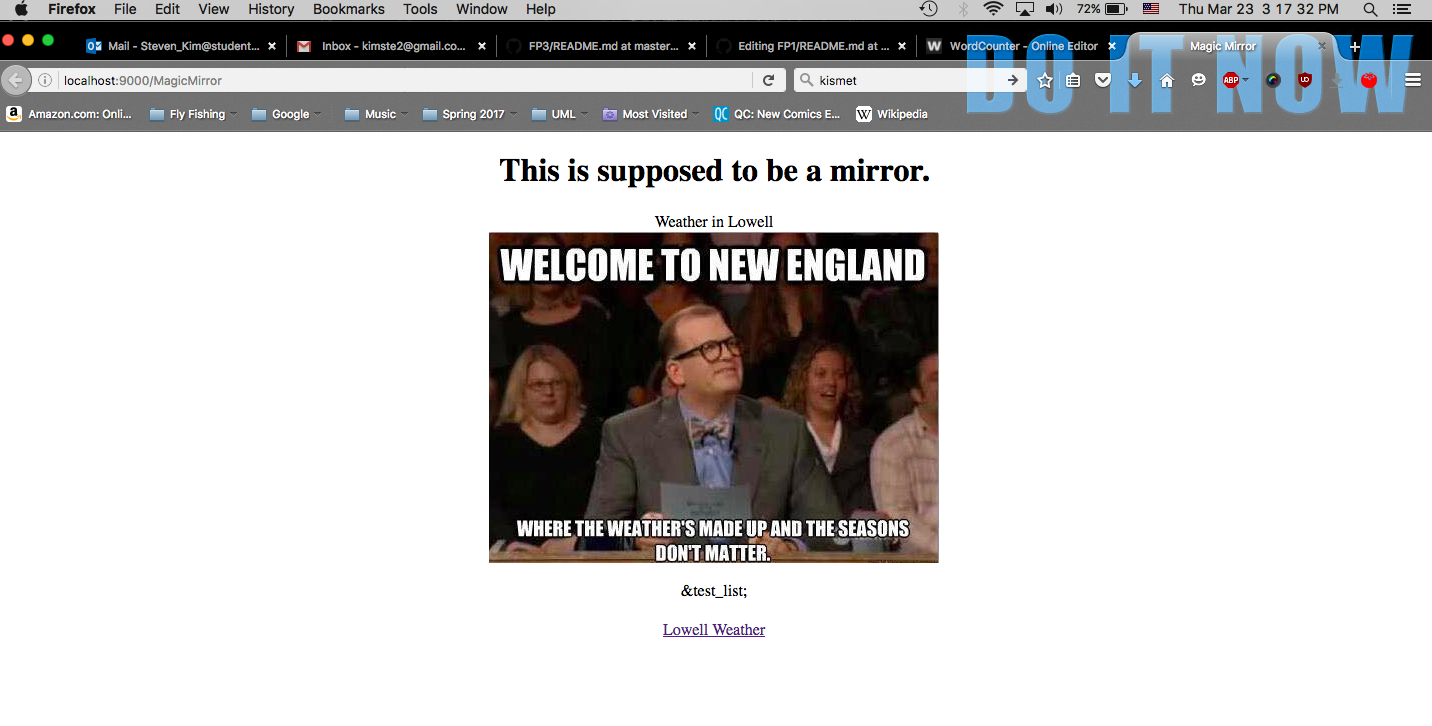 Firefox File Edit View History Bookmarks Tools Window Help 72% Thu Mar 23 3 17 32 PM
Mail - Steven_Kim@student... Inbox - kimste2@gmail.co... FP3/README.md at master... Editing FP1/README.md at ... W WordCounter - Online Editor Magic Mirror
DO IT NOW
localhost:9000/MagicMirror kismet ABP
a Amazon.com: Onli... Fly Fishing Google Music Spring 2017 UML Most Visited QC QC: New Comics E... W Wikipedia
This is supposed to be a mirror.
Weather in Lowell
WELCOME TO NEW ENGLAND
WHERE THE WEATHER'S MADE UP AND THE SEASONS
DON'T MATTER.
&test_list;
Lowell Weather